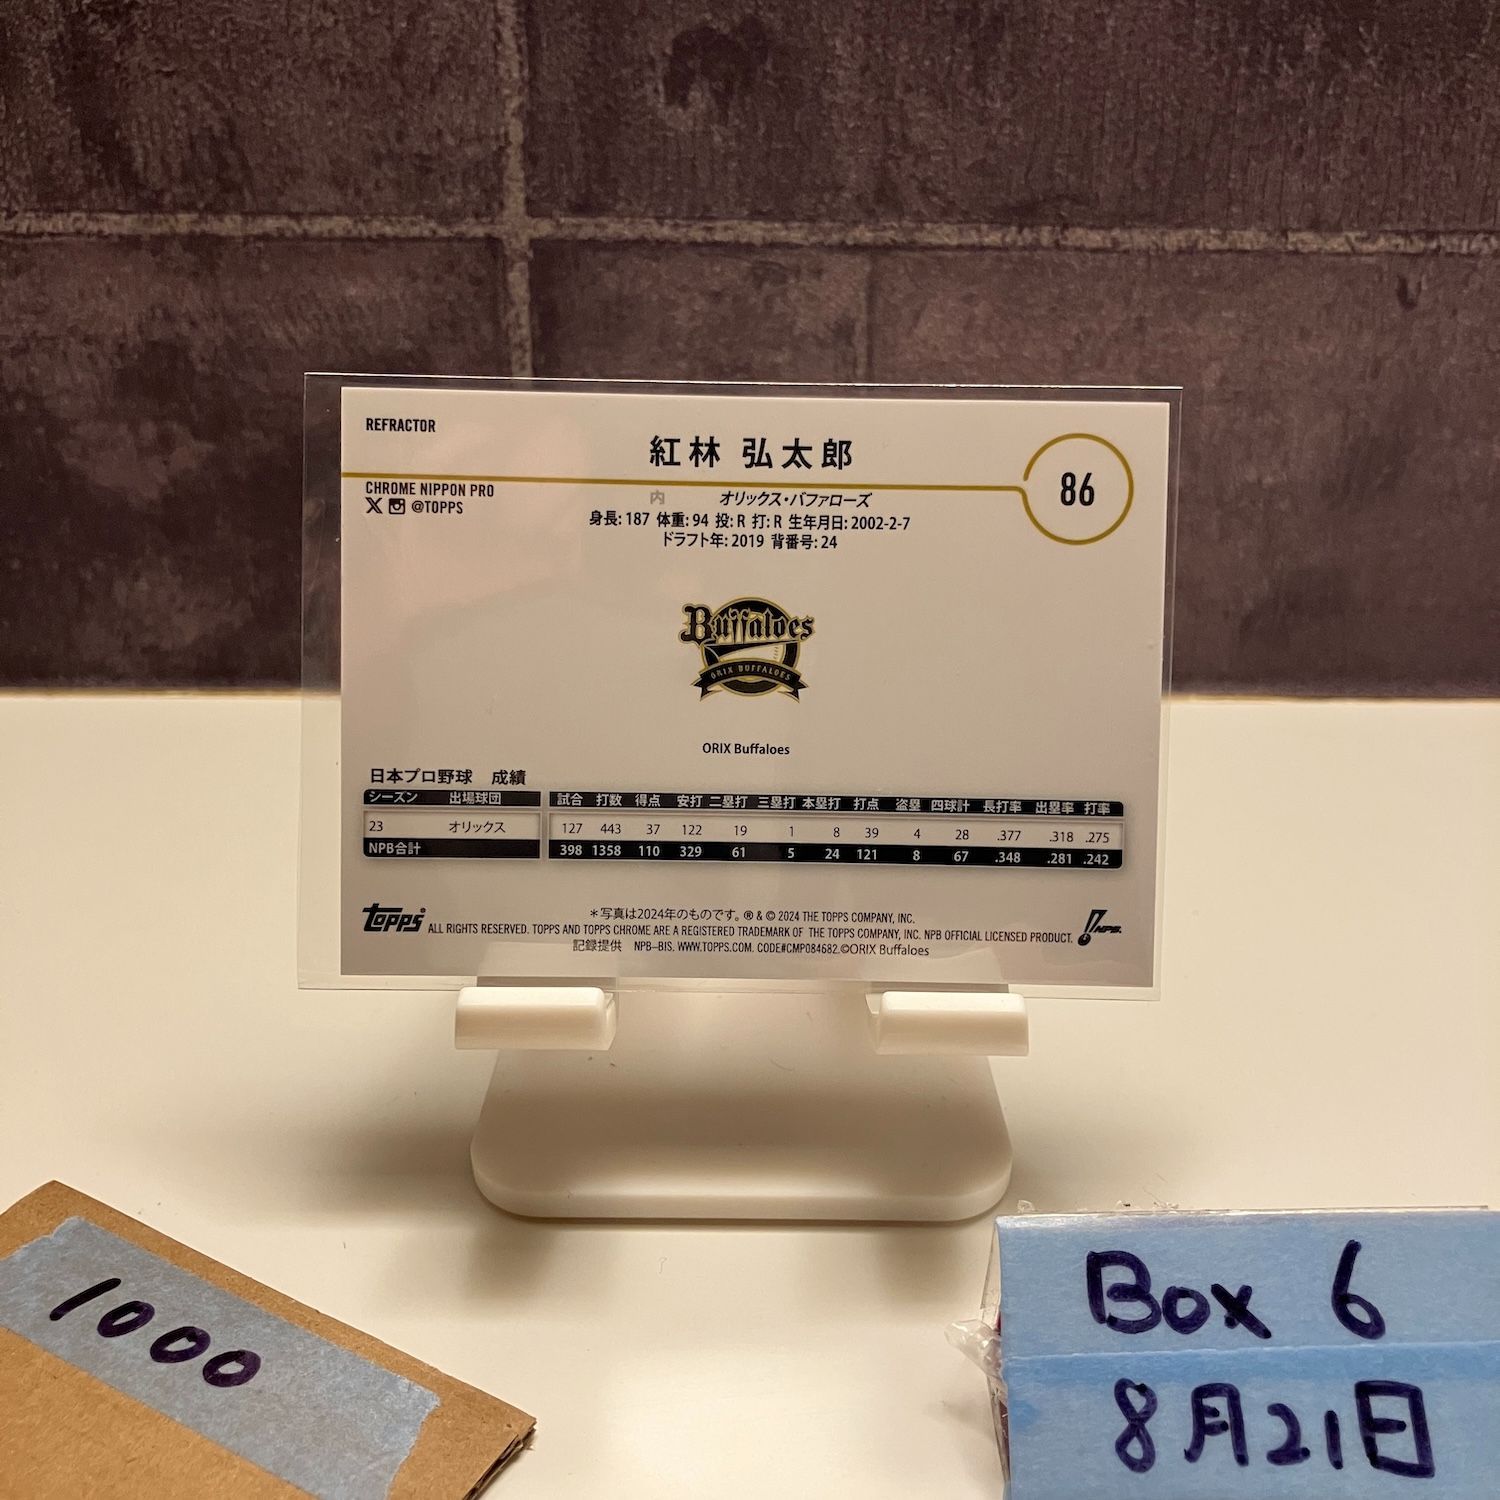 REFRACTOR
紅林 弘太郎
86
CHROME NIPPON PRO
@TOPPS
内 オリックス・バファローズ
身長: 187 体重: 94 投: R 打: R 生年月日: 2002-2-7
ドラフト年: 2019 背番号: 24
Buffaloes
ORIX BUFFALOES
ORIX Buffaloes
日本プロ野球 成績
シーズン 出場球団 試合 打数 得点 安打 二塁打 三塁打 本塁打 打点 盗塁 四球計 長打率 出塁率 打率
23 オリックス 127 443 37 122 19 1 8 39 4 28 .377 .318 .275
NPB合計 398 1358 110 329 61 5 24 121 8 67 .348 .281 .242
topps
＊写真は2024年のものです。® & © 2024 THE TOPPS COMPANY, INC.
ALL RIGHTS RESERVED. TOPPS AND TOPPS CHROME ARE A REGISTERED TRADEMARK OF THE TOPPS COMPANY, INC. NPB OFFICIAL LICENSED PRODUCT.
記録提供 NPB-BIS. WWW.TOPPS.COM. CODE#CMP084682.©ORIX Buffaloes
NPB.
1000
Box 6
8月21日